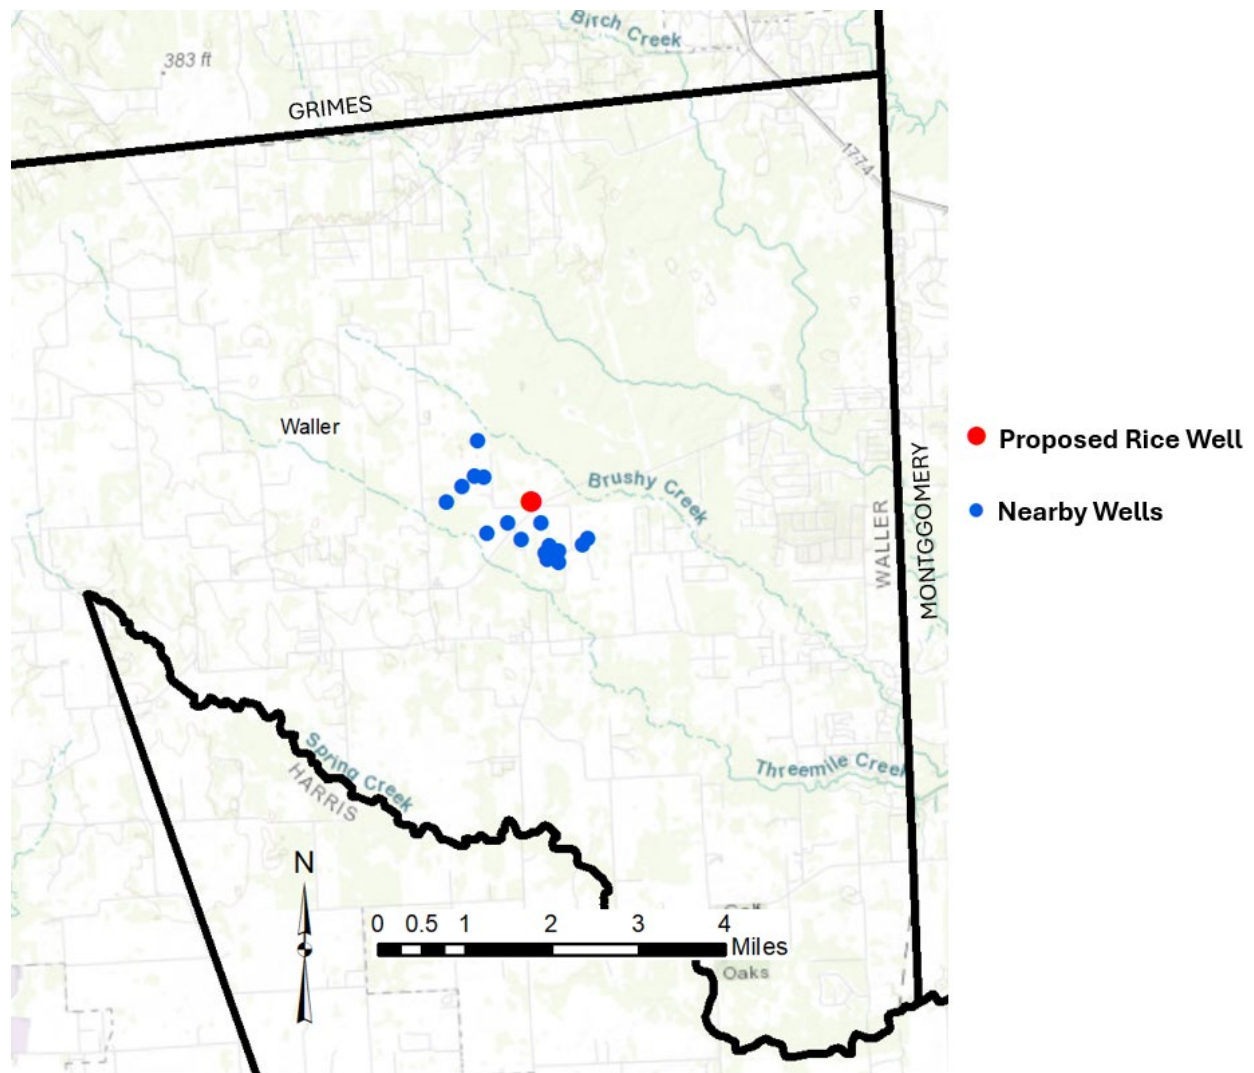 Birch Creek
383 ft
GRIMES
1774
Waller
Proposed Rice Well
Brushy Creek
Nearby Wells
WALLER
MONTGGOMERY
Spring Creek
HARRIS
Threemile Creek
N
0 0.5 1 2 3 4
Miles
Oaks